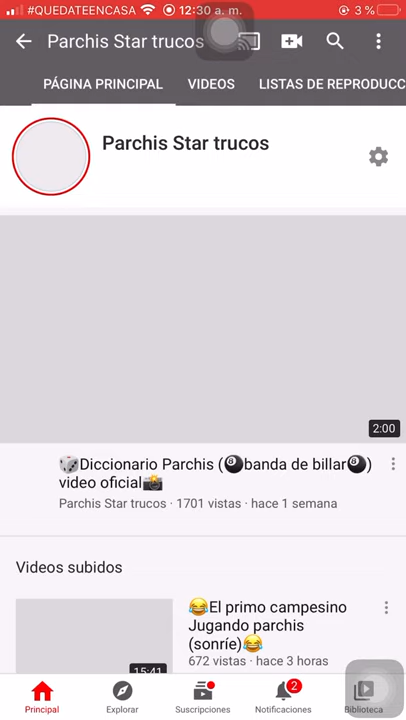 #QUEDATEENCASA 12:30 a. m. 3 %
Parchis Star trucos
PÁGINA PRINCIPAL VIDEOS LISTAS DE REPRODUCC
Parchis Star trucos
2:00
🎲Diccionario Parchis (🎱banda de billar🎱)
video oficial📸
Parchis Star trucos · 1701 vistas · hace 1 semana
Videos subidos
15:41
😂El primo campesino
Jugando parchis
(sonríe)😂
672 vistas · hace 3 horas
2
Principal Explorar Suscripciones Notificaciones Biblioteca